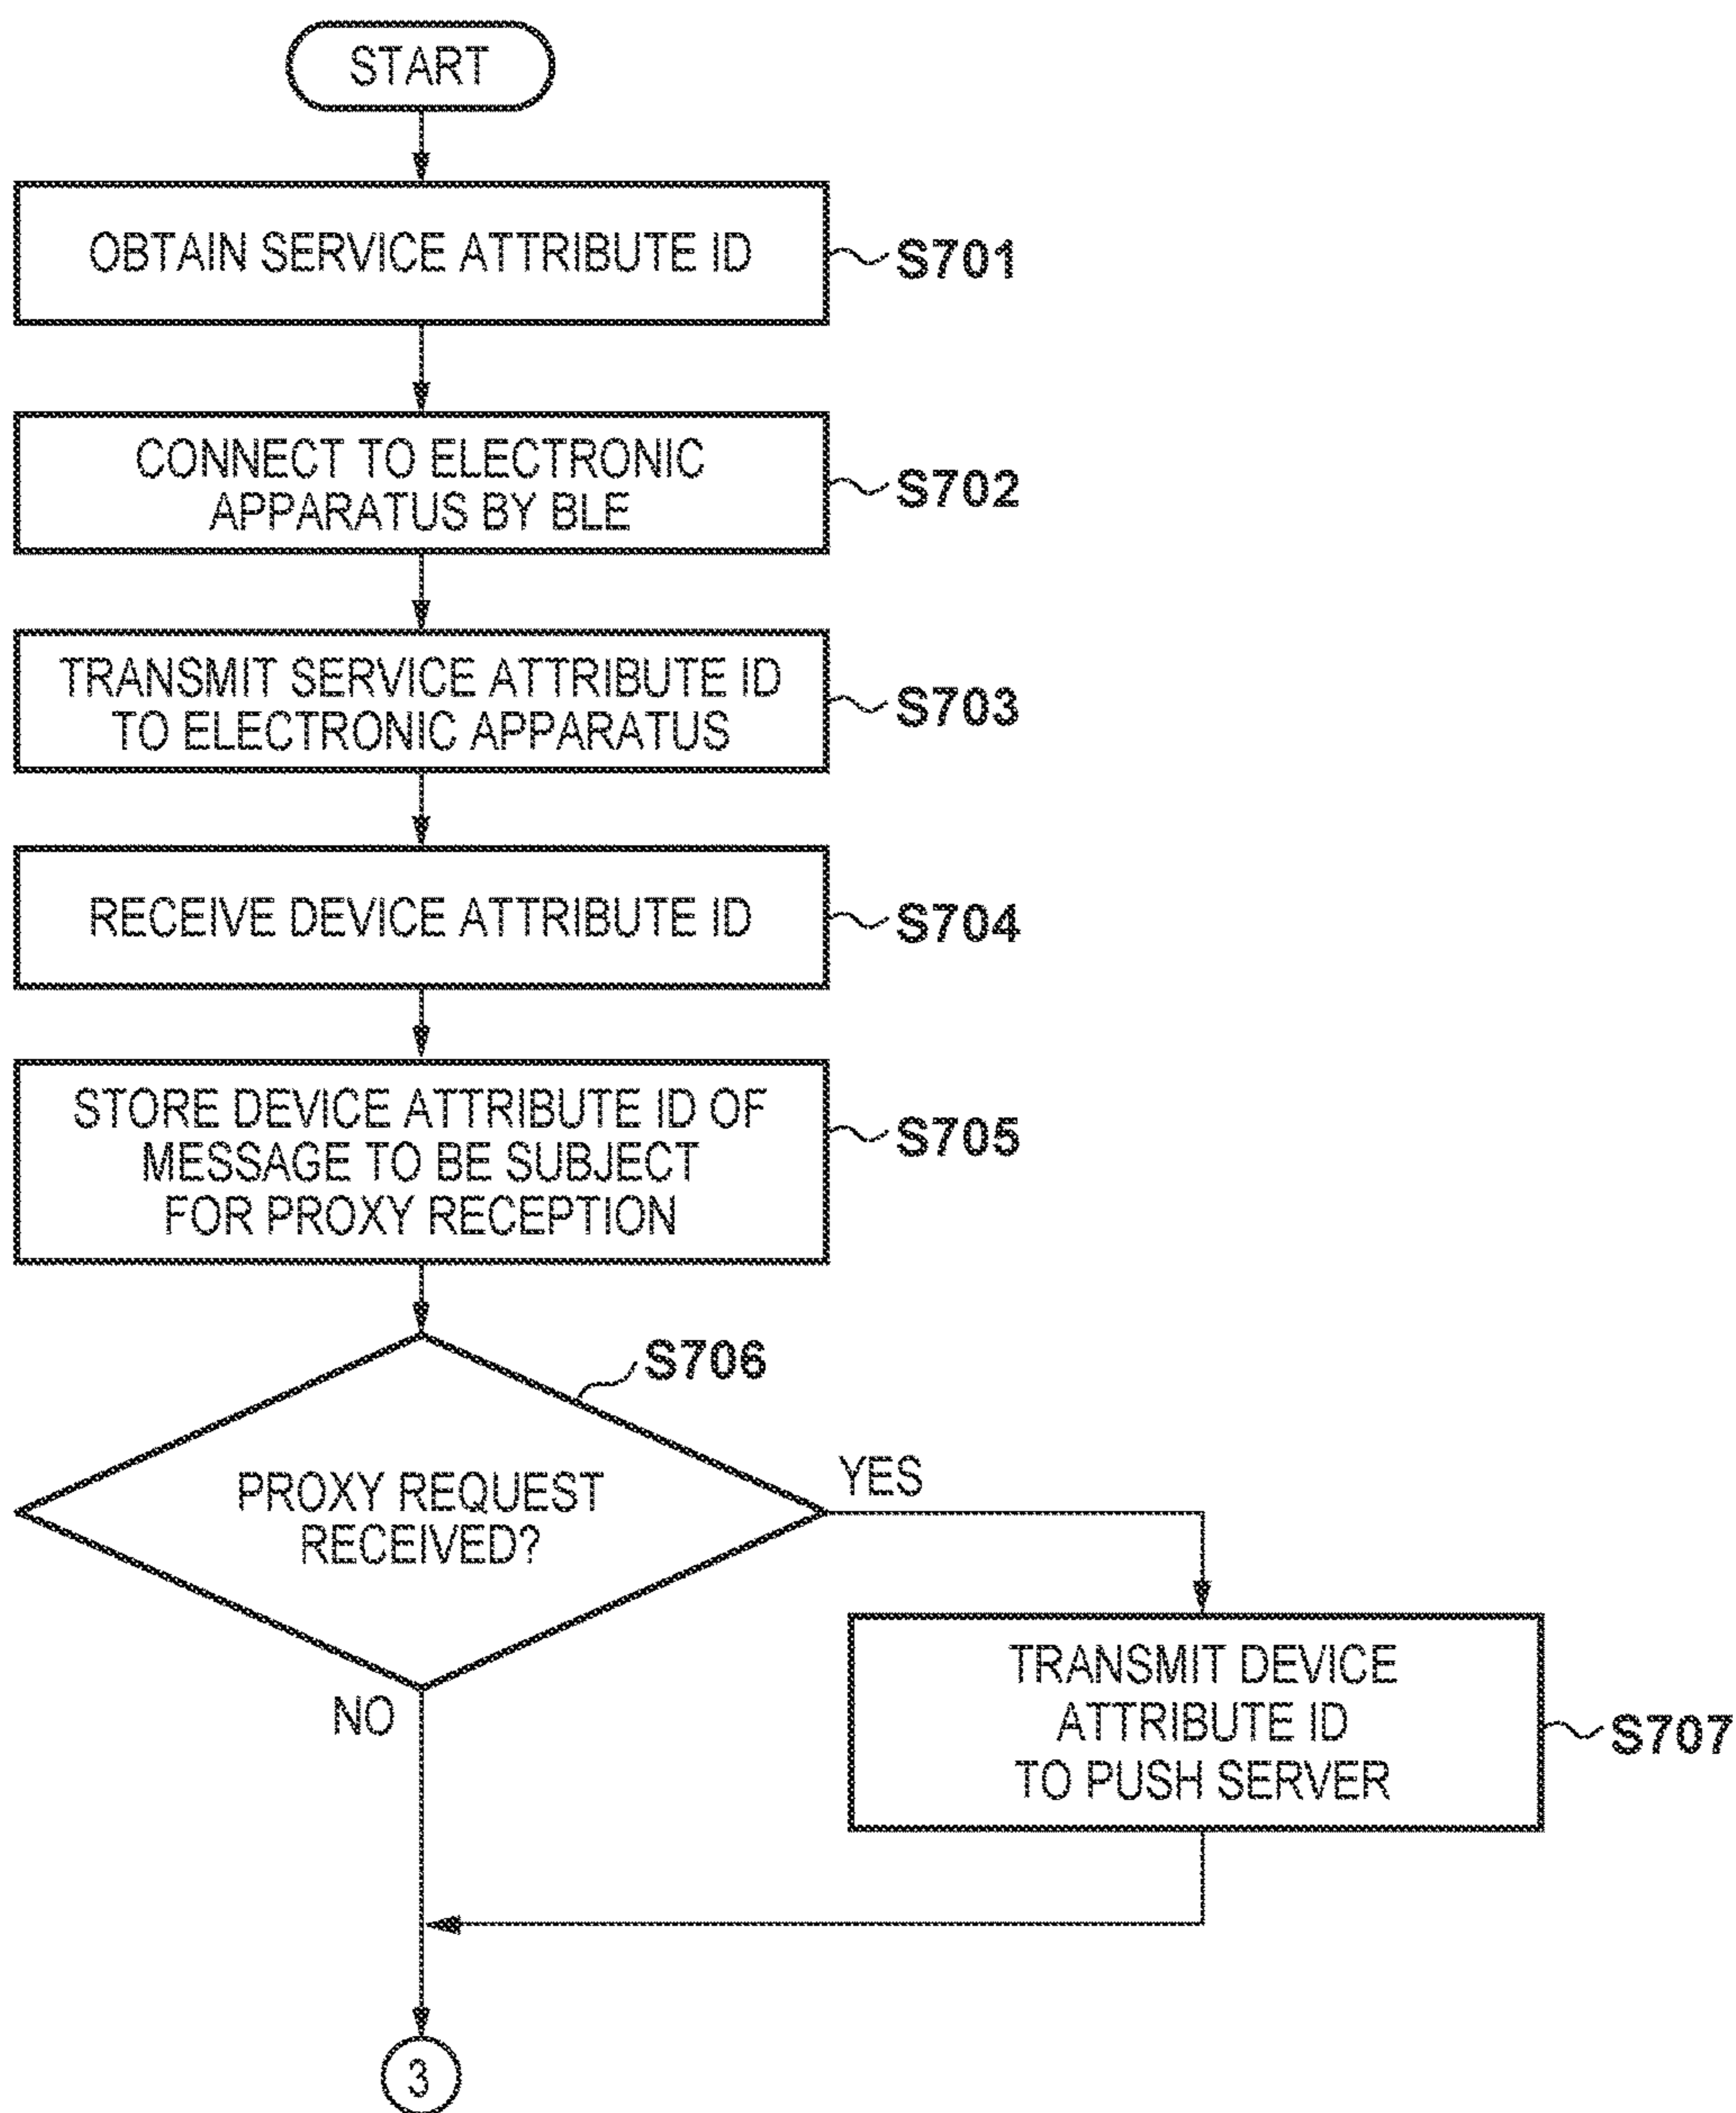 START
OBTAIN SERVICE ATTRIBUTE ID
S701
CONNECT TO ELECTRONIC
APPARATUS BY BLE
S702
TRANSMIT SERVICE ATTRIBUTE ID
TO ELECTRONIC APPARATUS
S703
RECEIVE DEVICE ATTRIBUTE ID
S704
STORE DEVICE ATTRIBUTE ID OF
MESSAGE TO BE SUBJECT
FOR PROXY RECEPTION
S705
S706
PROXY REQUEST
RECEIVED?
YES
NO
TRANSMIT DEVICE
ATTRIBUTE ID
TO PUSH SERVER
S707
3